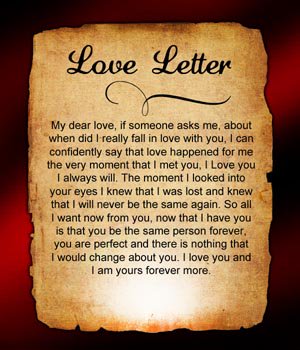 Love Letter
My dear love, if someone asks me, about
when did I really fall in love with you, I can
confidently say that love happened for me
the very moment that I met you, I Love you
I always will. The moment I looked into
your eyes I knew that I was lost and knew
that I will never be the same again. So all
I want now from you, now that I have you
is that you be the same person forever,
you are perfect and there is nothing that
I would change about you. I love you and
I am yours forever more.